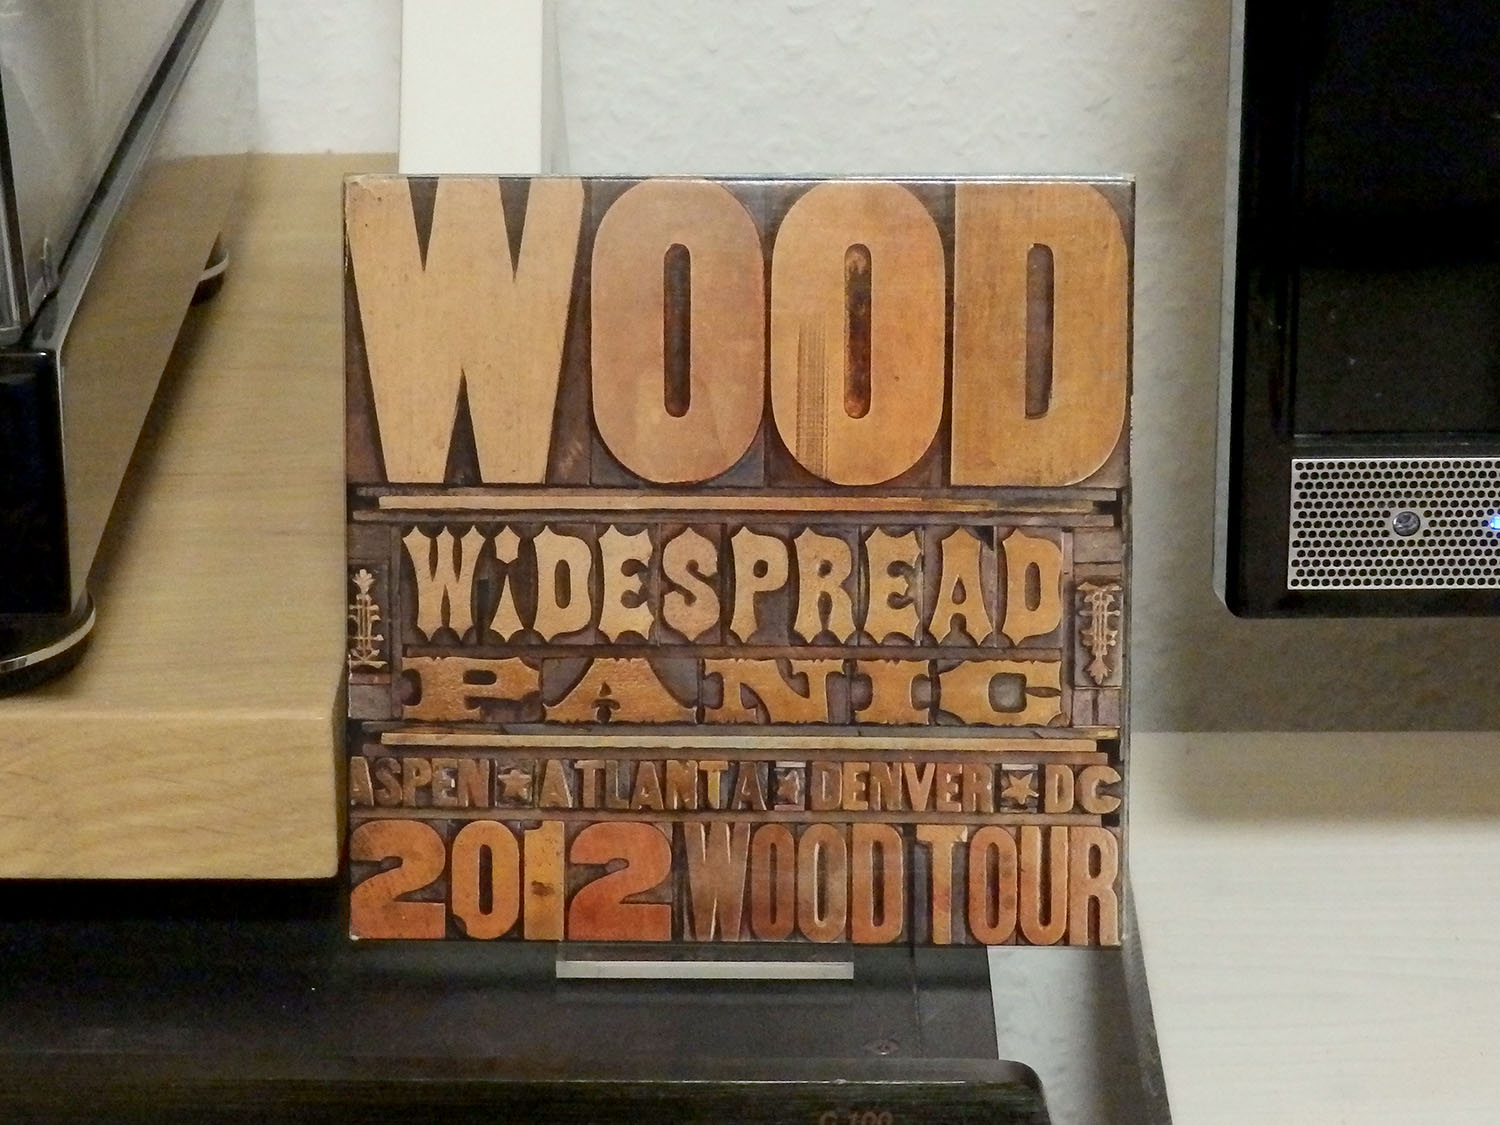 WOOD
WiDESPREAD
PANIC
ASPEN ★ ATLANTA ★ DENVER ★ DC
2012 WOOD TOUR